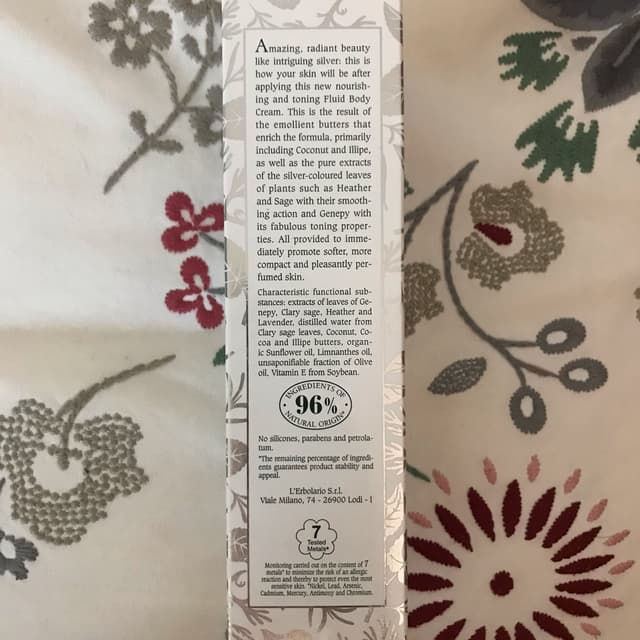 Amazing, radiant beauty
like intriguing silver: this is
how your skin will be after
applying this new nourish-
ing and toning Fluid Body
Cream. This is the result of
the emollient butters that
enrich the formula, primarily
including Coconut and Illipe,
as well as the pure extracts
of the silver-coloured leaves
of plants such as Heather
and Sage with their smooth-
ing action and Genepy with
its fabulous toning proper-
ties. All provided to imme-
diately promote softer, more
compact and pleasantly per-
fumed skin.
Characteristic functional sub-
stances: extracts of leaves of Ge-
nepy, Clary sage, Heather and
Lavender, distilled water from
Clary sage leaves, Coconut, Co-
coa and Illipe butters, organ-
ic Sunflower oil, Limnanthes oil,
unsaponifiable fraction of Olive
oil, Vitamin E from Soybean.
INGREDIENTS OF
96%
NATURAL ORIGIN*
No silicones, parabens and petrola-
tum.
*The remaining percentage of ingredi-
ents guarantees product stability and
appeal.
L'Erbolario S.r.l.
Viale Milano, 74 - 26900 Lodi - I
7
Tested
Metals*
Monitoring carried out on the content of 7
metals* to minimize the risk of an allergic
reaction and thereby to protect even the most
sensitive skin. *Nickel, Lead, Arsenic,
Cadmium, Mercury, Antimony and Chromium.